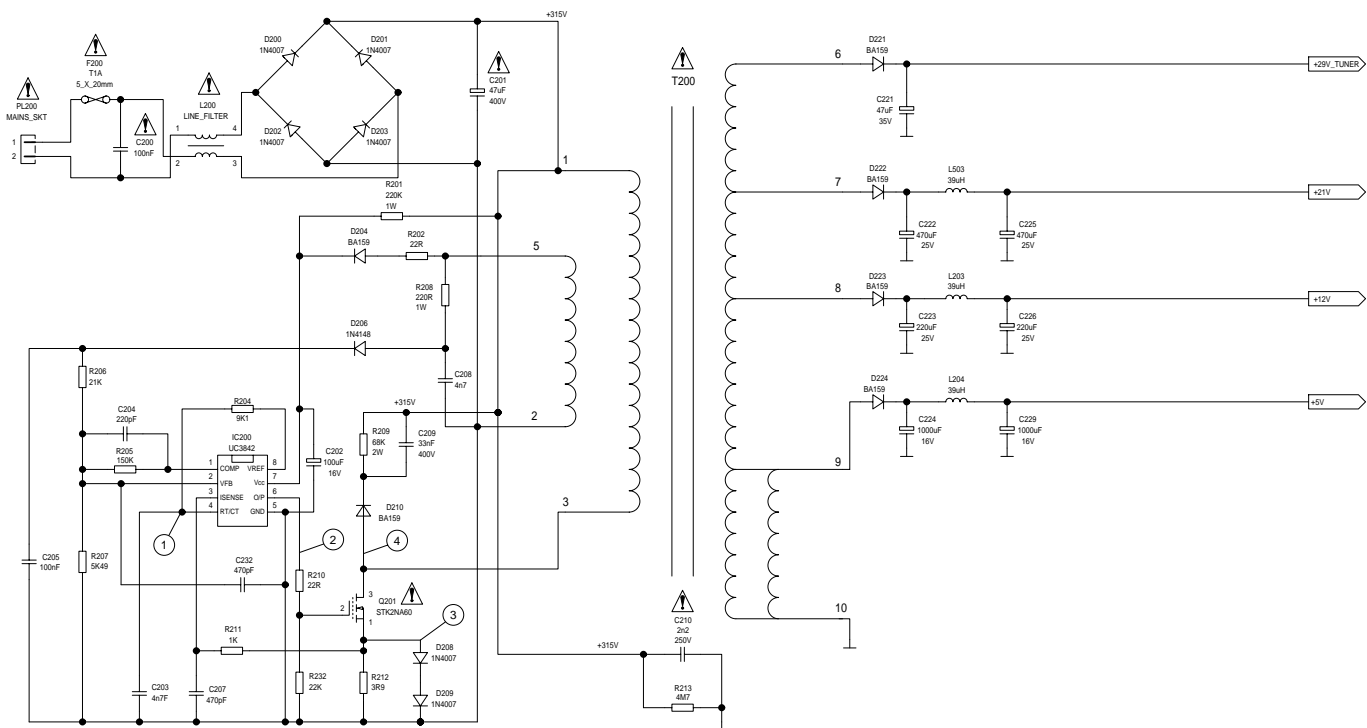 +315V
D200
1N4007
D201
1N4007
F200
T1A
5_X_20mm
PL200
MAINS_SKT
1
2
C200
100nF
L200
LINE_FILTER
1
4
2
3
D202
1N4007
D203
1N4007
C201
47uF
400V
T200
6
D221
BA159
C221
47uF
35V
+29V_TUNER
1
R201
220K
1W
7
D222
BA159
L503
39uH
C222
470uF
25V
C225
470uF
25V
+21V
D204
BA159
R202
22R
5
R208
220R
1W
8
D223
BA159
L203
39uH
C223
220uF
25V
C226
220uF
25V
+12V
D206
1N4148
C208
4n7
2
R206
21K
C204
220pF
R204
9K1
R205
150K
IC200
UC3842
1
COMP
VREF
8
2
VFB
Vcc
7
3
ISENSE
O/P
6
4
RT/CT
GND
5
C202
100uF
16V
+315V
R209
68K
2W
C209
33nF
400V
D224
BA159
L204
39uH
C224
1000uF
16V
C229
1000uF
16V
+5V
9
3
D210
BA159
1
2
4
C205
100nF
R207
5K49
C232
470pF
R210
22R
3
2
1
Q201
STK2NA60
3
R211
1K
D208
1N4007
R232
22K
R212
3R9
D209
1N4007
C203
4n7F
C207
470pF
10
C210
2n2
250V
+315V
R213
4M7